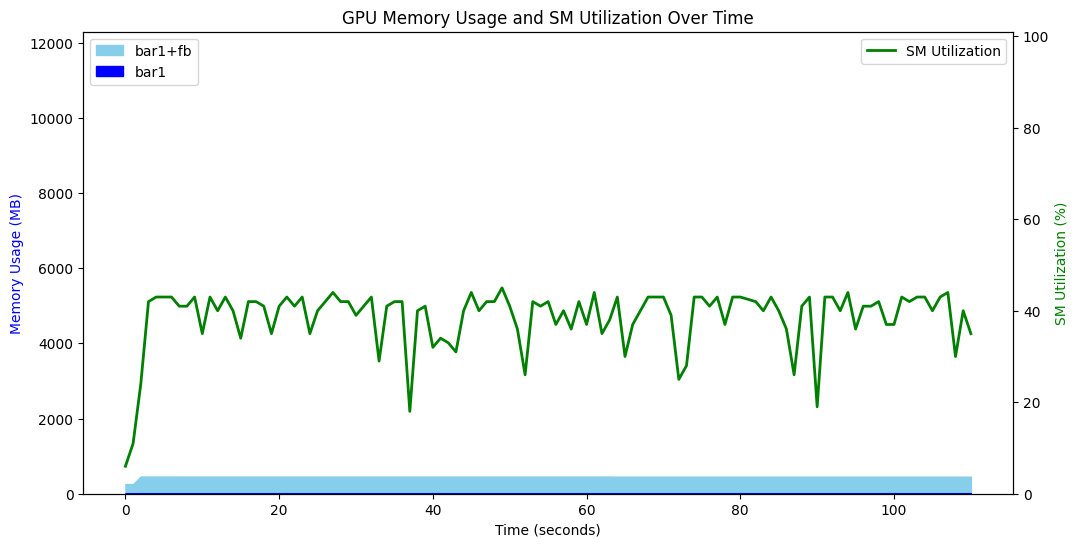 GPU Memory Usage and SM Utilization Over Time
bar1+fb
bar1
SM Utilization
12000
10000
8000
6000
4000
2000
0
Memory Usage (MB)
100
80
60
40
20
0
SM Utilization (%)
0 20 40 60 80 100
Time (seconds)